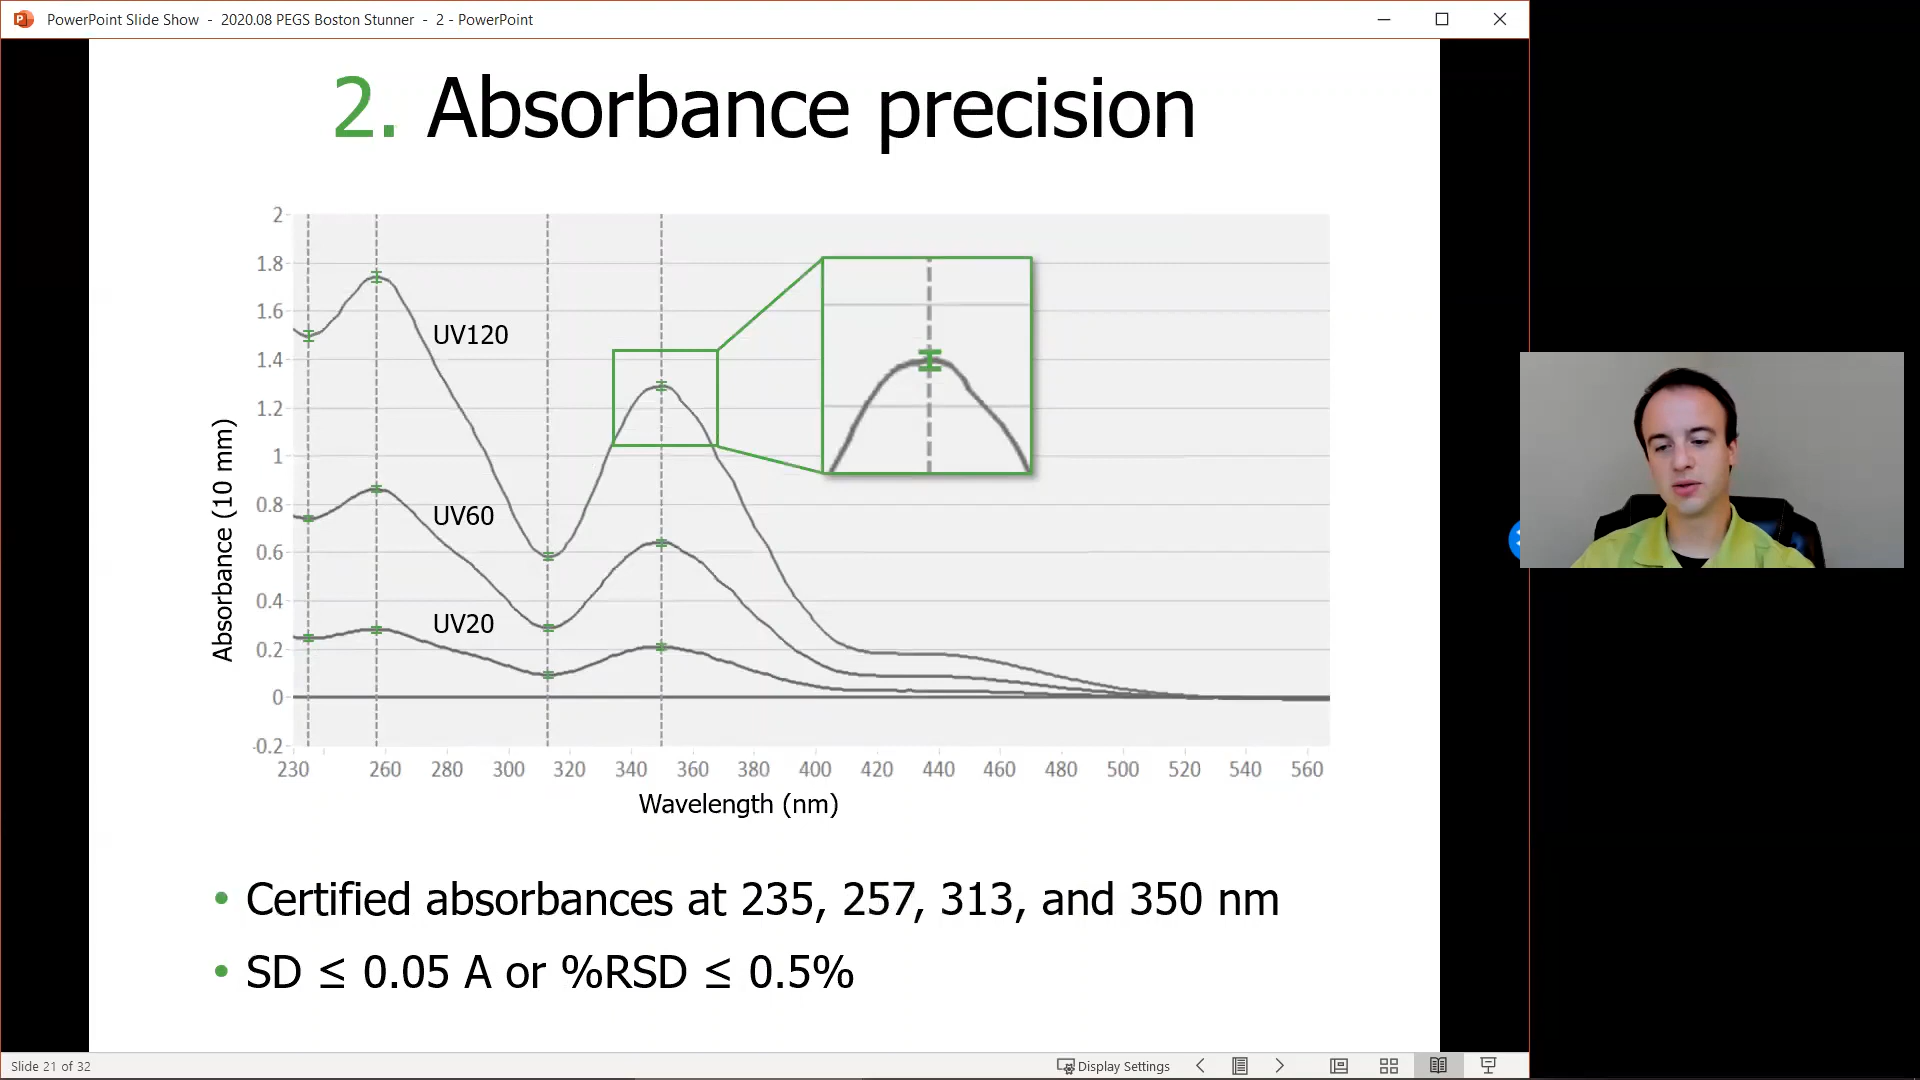 PowerPoint Slide Show - 2020.08 PEGS Boston Stunner - 2 - PowerPoint
2. Absorbance precision
2
1.8
1.6
1.4
1.2
1
0.8
0.6
0.4
0.2
0
-0.2
Absorbance (10 mm)
UV120
UV60
UV20
230 260 280 300 320 340 360 380 400 420 440 460 480 500 520 540 560
Wavelength (nm)
• Certified absorbances at 235, 257, 313, and 350 nm
• SD ≤ 0.05 A or %RSD ≤ 0.5%
Slide 21 of 32
Display Settings